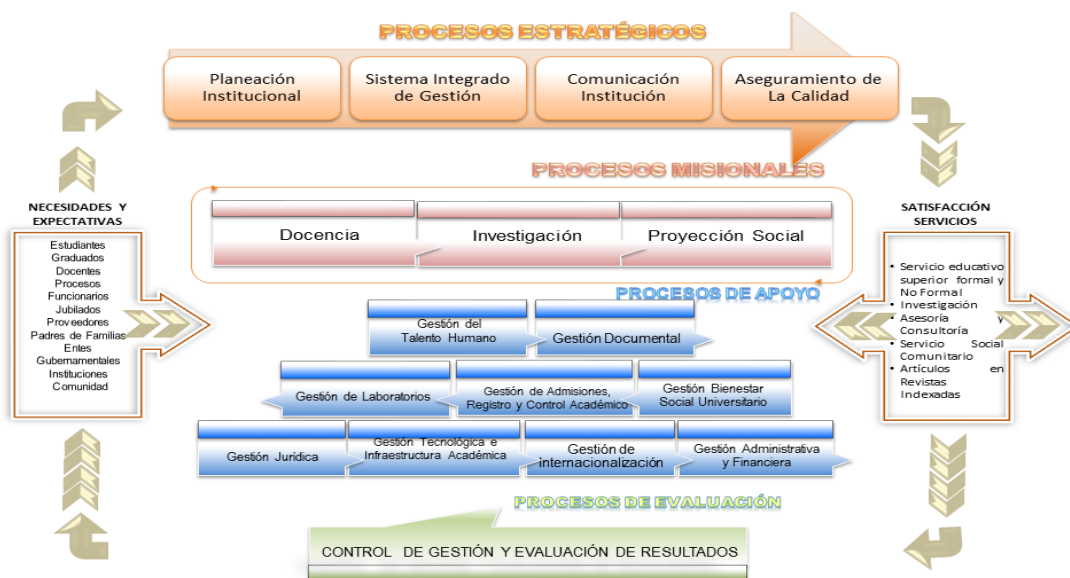 PROCESOS ESTRATÉGICOS
Planeación
Institucional
Sistema Integrado
de Gestión
Comunicación
Institución
Aseguramiento de
La Calidad
PROCESOS MISIONALES
NECESIDADES Y
EXPECTATIVAS
Estudiantes
Graduados
Docentes
Procesos
Funcionarios
Jubilados
Proveedores
Padres de Familias
Entes
Gubernamentales
Instituciones
Comunidad
Docencia
Investigación
Proyección Social
SATISFACCIÓN
SERVICIOS
• Servicio educativo
superior formal y
No Formal
• Investigación
• Asesoría y
Consultoría
• Servicio Social
Comunitario
• Artículos en
Revistas
Indexadas
PROCESOS DE APOYO
Gestión del
Talento Humano
Gestión Documental
Gestión de Laboratorios
Gestión de Admisiones,
Registro y Control Académico
Gestión Bienestar
Social Universitario
Gestión Jurídica
Gestión Tecnológica e
Infraestructura Académica
Gestión de
internacionalización
Gestión Administrativa
y Financiera
PROCESOS DE EVALUACIÓN
CONTROL DE GESTIÓN Y EVALUACIÓN DE RESULTADOS